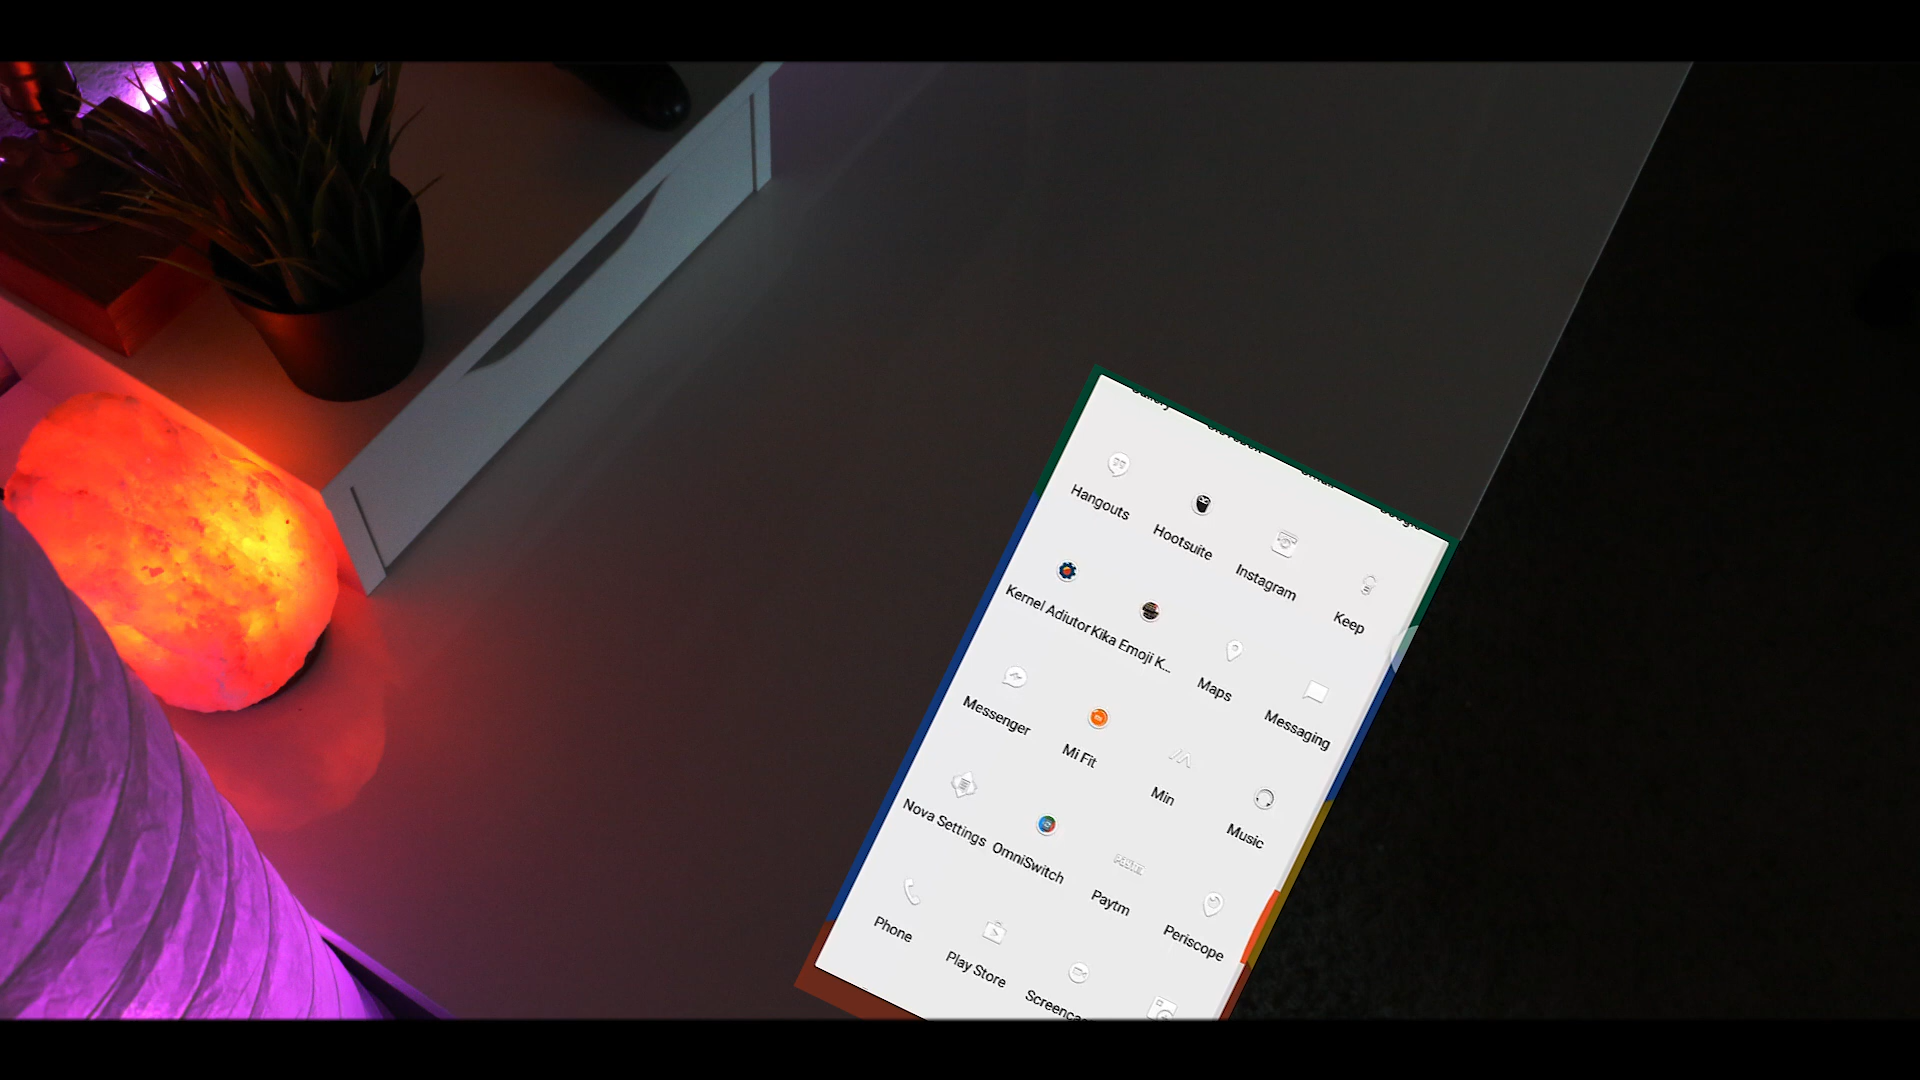 Hangouts Hootsuite Instagram Keep
Kernel Adiutor Kika Emoji K... Maps Messaging
Messenger Mi Fit Min Music
Nova Settings OmniSwitch Paytm Periscope
Phone Play Store